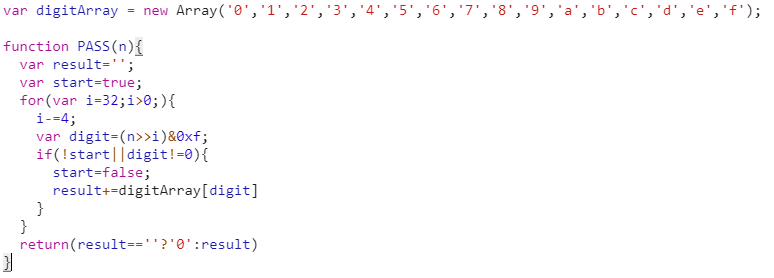 var digitArray = new Array('0','1','2','3','4','5','6','7','8','9','a','b','c','d','e','f');

function PASS(n){
  var result='';
  var start=true;
  for(var i=32;i>0;){
    i-=4;
    var digit=(n>>i)&0xf;
    if(!start||digit!=0){
      start=false;
      result+=digitArray[digit]
    }
  }
  return(result==''?'0':result)
}